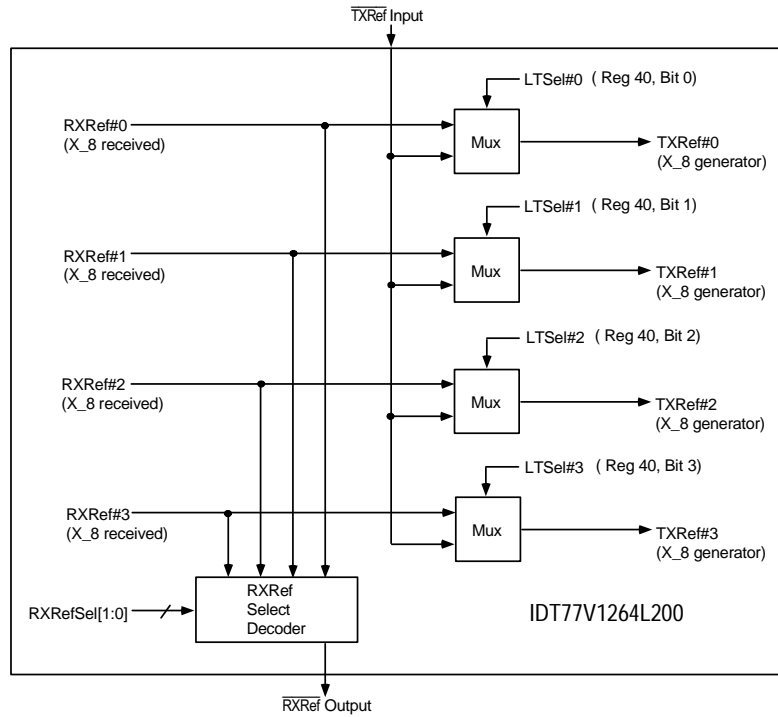 TXRef Input
LTSel#0 ( Reg 40, Bit 0)
RXRef#0
(X_8 received)
Mux
TXRef#0
(X_8 generator)
LTSel#1 ( Reg 40, Bit 1)
RXRef#1
(X_8 received)
Mux
TXRef#1
(X_8 generator)
LTSel#2 ( Reg 40, Bit 2)
RXRef#2
(X_8 received)
Mux
TXRef#2
(X_8 generator)
LTSel#3 ( Reg 40, Bit 3)
RXRef#3
(X_8 received)
Mux
TXRef#3
(X_8 generator)
RXRefSel[1:0]
RXRef
Select
Decoder
IDT77V1264L200
RXRef Output